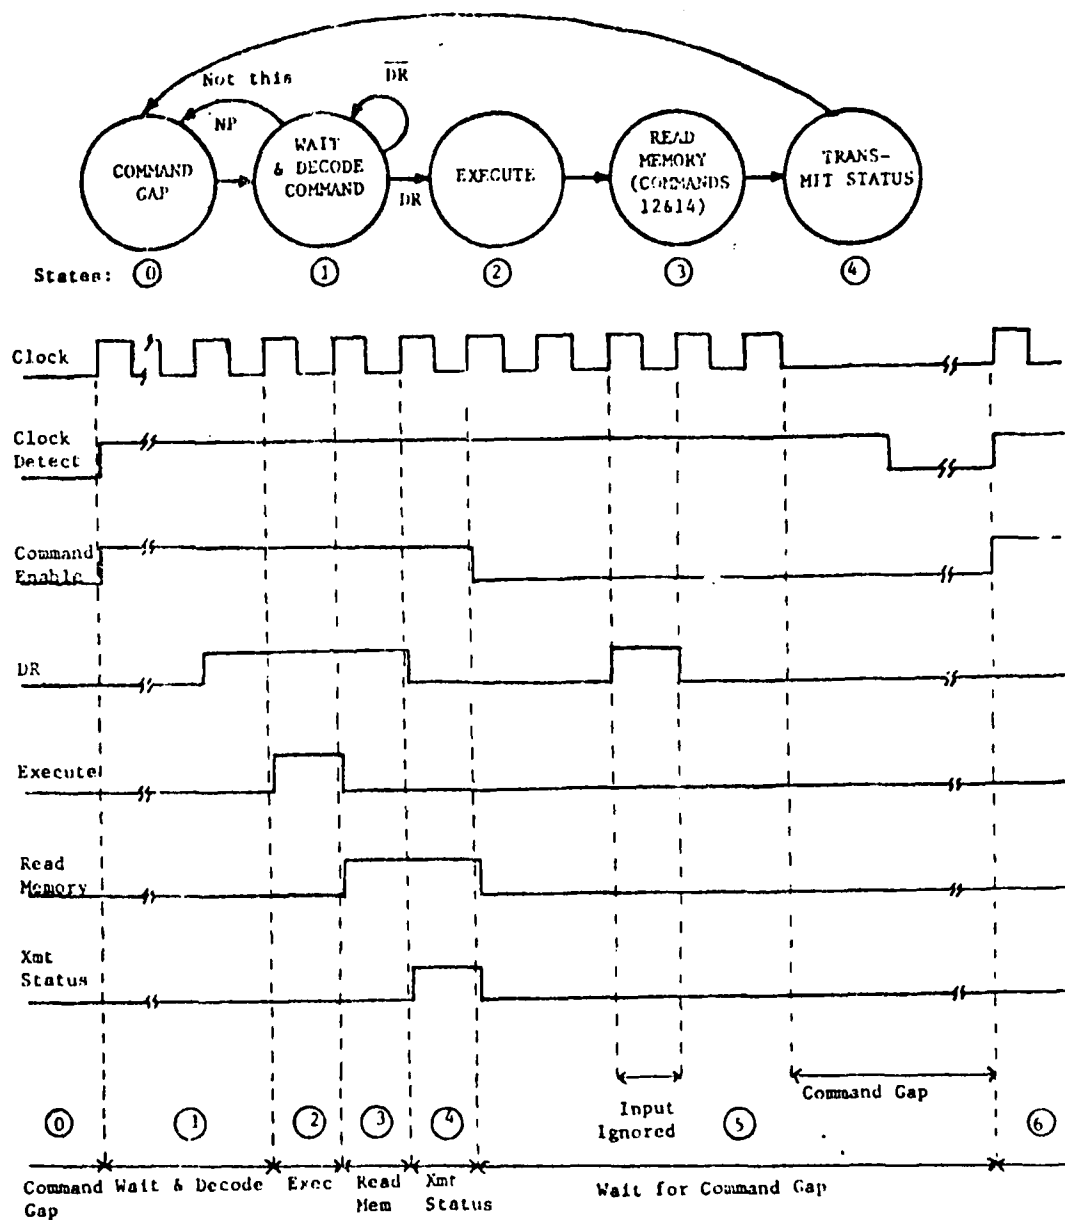 Not this
DR
NP
COMMAND
GAP
WAIT
& DECODE
COMMAND
DR
EXECUTE
READ
MEMORY
(COMMANDS
12&14)
TRANS-
MIT STATUS
States:
0
1
2
3
4
Clock
Clock
Detect
Command
Enable
DR
Execute
Read
Memory
Xmt
Status
Command Gap
Input
Ignored
0
1
2
3
4
5
6
Command
Gap
Wait & Decode
Exec
Read
Mem
Xmt
Status
Wait for Command Gap